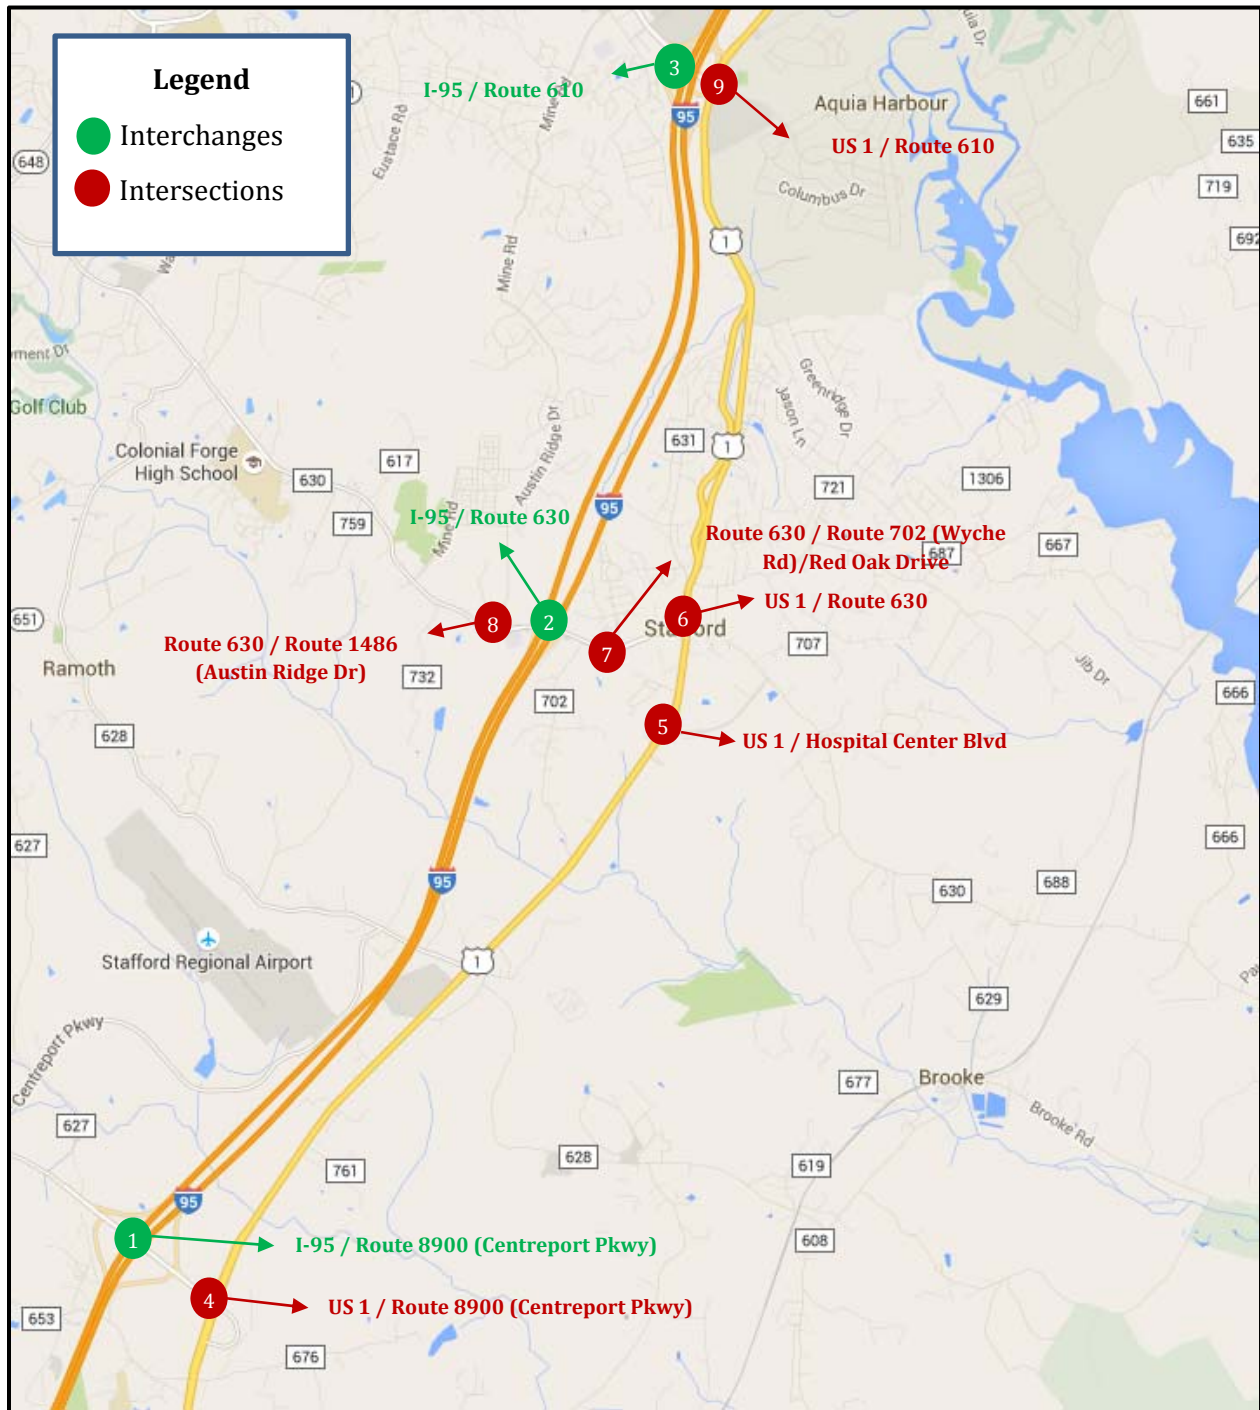 Legend
Interchanges
Intersections
3
I-95 / Route 610
9
95
Aquia Harbour
US 1 / Route 610
661
635
719
692
648
Eustace Rd
Mine Rd
Mine Rd
Columbus Dr
1
Greenridge Dr
Jason Ln
Golf Club
Colonial Forge
High School
630
617
759
Austin Ridge Dr
Mine Rd
631
1
721
1306
667
687
95
I-95 / Route 630
Route 630 / Route 702 (Wyche
Rd)/Red Oak Drive
US 1 / Route 630
651
8
2
7
6
Route 630 / Route 1486
(Austin Ridge Dr)
Ramoth
732
702
707
Jib Dr
666
628
5
US 1 / Hospital Center Blvd
627
666
95
630
688
Stafford Regional Airport
1
629
Centreport Pkwy
677
Brooke
Brooke Rd
627
761
628
619
95
1
I-95 / Route 8900 (Centreport Pkwy)
608
4
US 1 / Route 8900 (Centreport Pkwy)
653
676